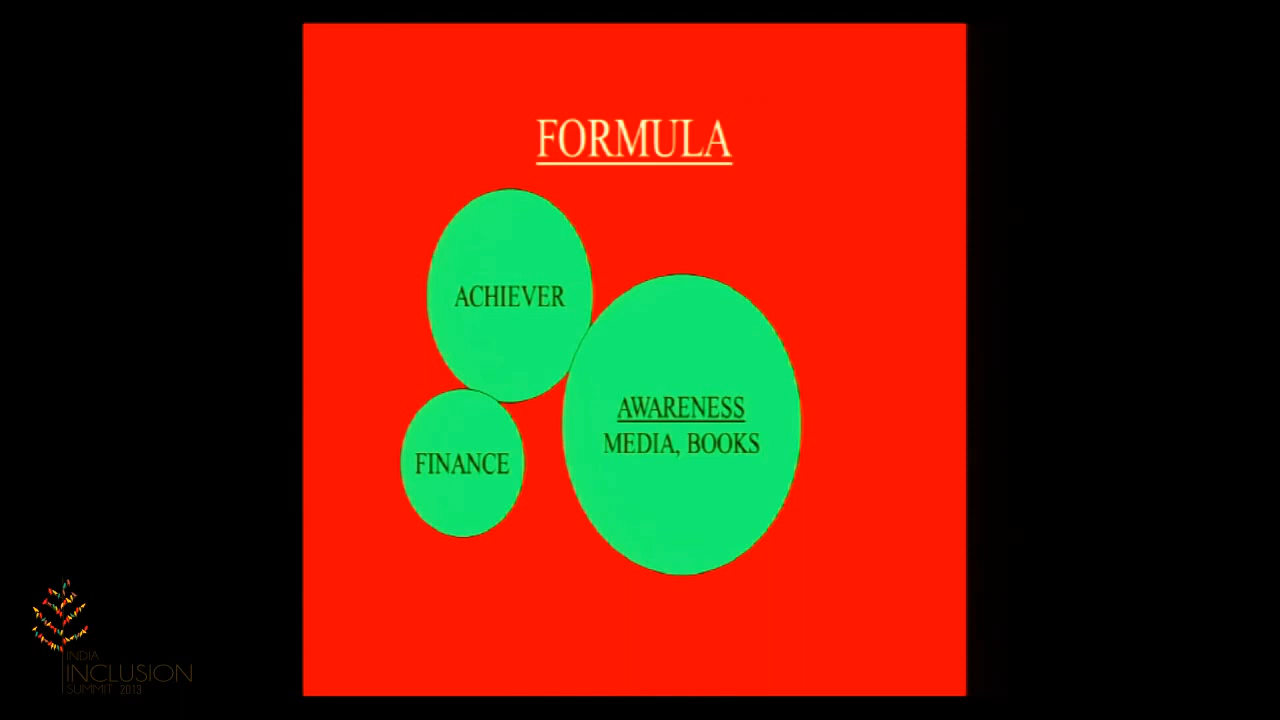 FORMULA
ACHIEVER
AWARENESS
MEDIA, BOOKS
FINANCE
INDIA
INCLUSION
SUMMIT 2013